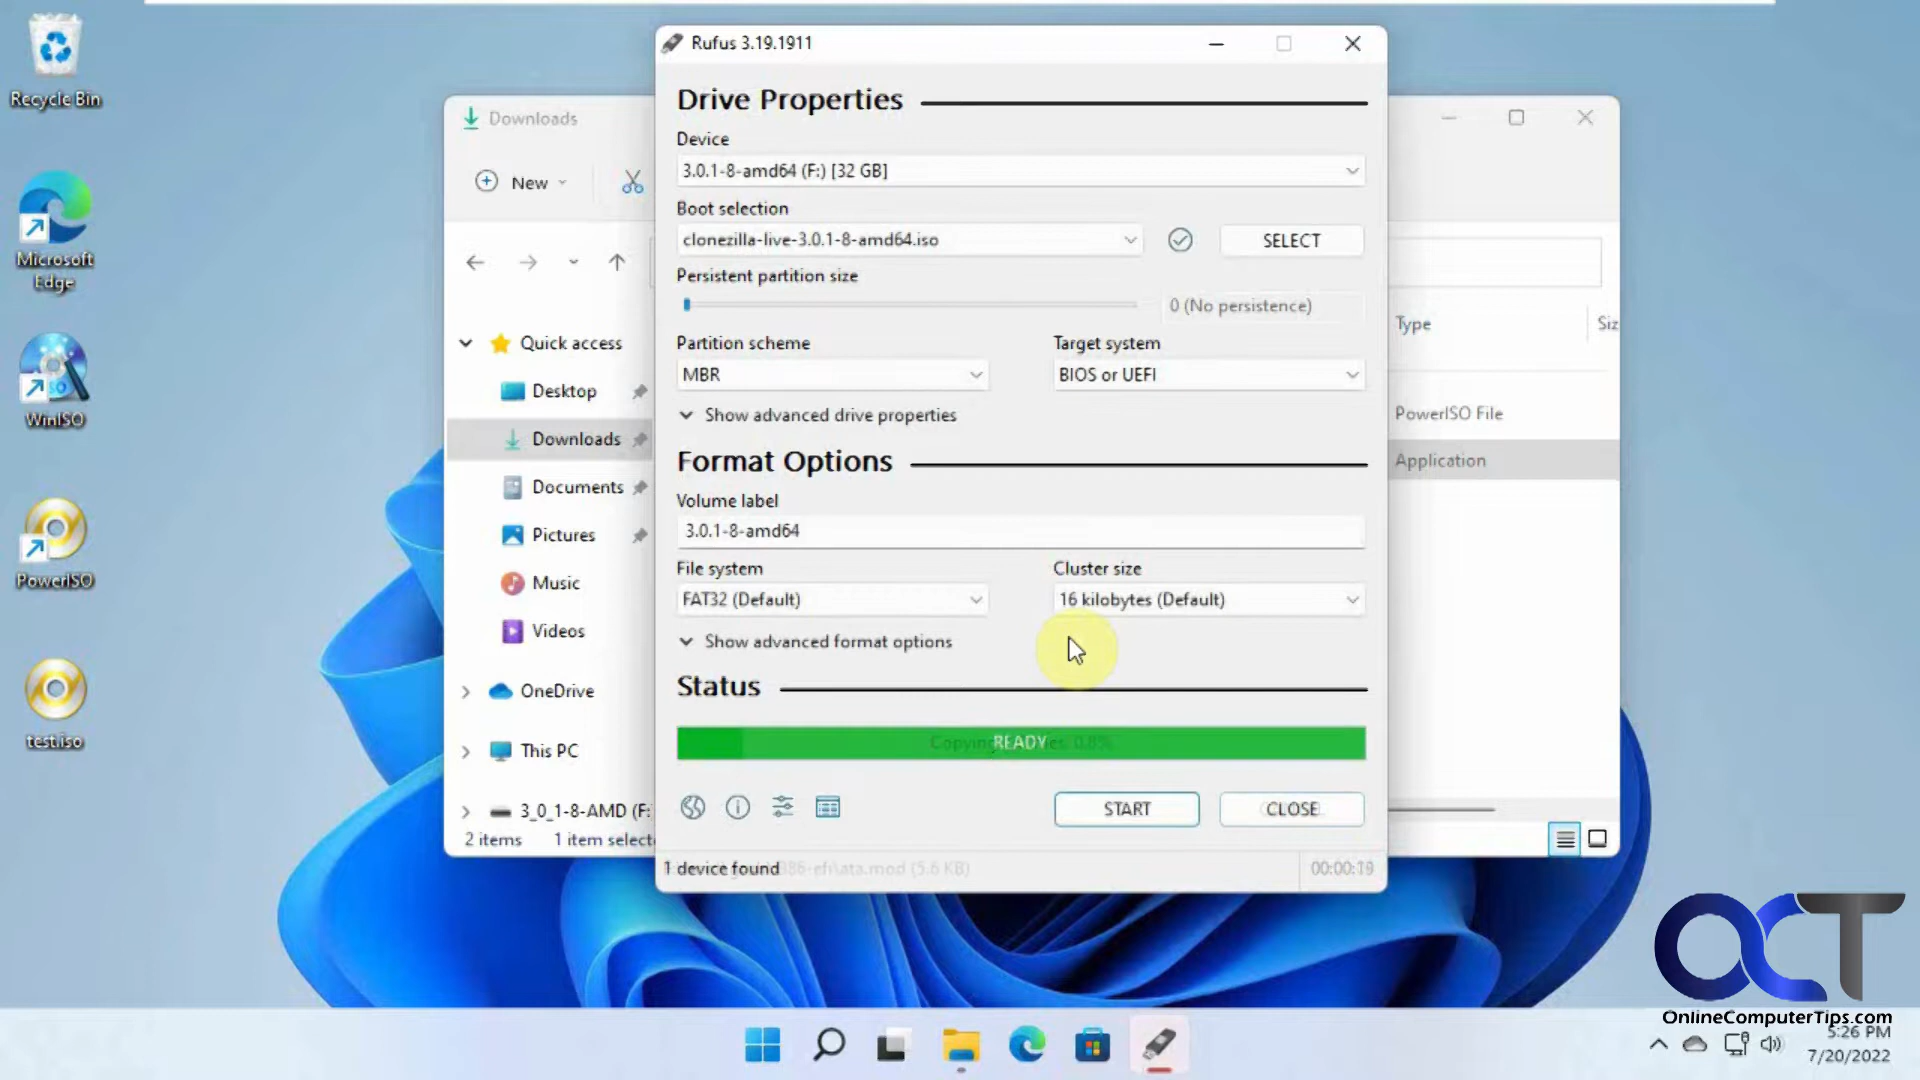 Recycle Bin
Microsoft
Edge
WinISO
PowerISO
test.iso
Downloads
New
Quick access
Desktop
Downloads
Documents
Pictures
Music
Videos
OneDrive
This PC
3_0_1-8-AMD (F:
2 items 1 item select
Rufus 3.19.1911
Drive Properties
Device
3.0.1-8-amd64 (F:) [32 GB]
Boot selection
clonezilla-live-3.0.1-8-amd64.iso
SELECT
Persistent partition size
0 (No persistence)
Partition scheme
Target system
MBR
BIOS or UEFI
Show advanced drive properties
Format Options
Volume label
3.0.1-8-amd64
File system
Cluster size
FAT32 (Default)
16 kilobytes (Default)
Show advanced format options
Status
READY
START
CLOSE
1 device found
00:00:19
Type
Siz
PowerISO File
Application
OCT
OnlineComputerTips.com
5:26 PM
7/20/2022